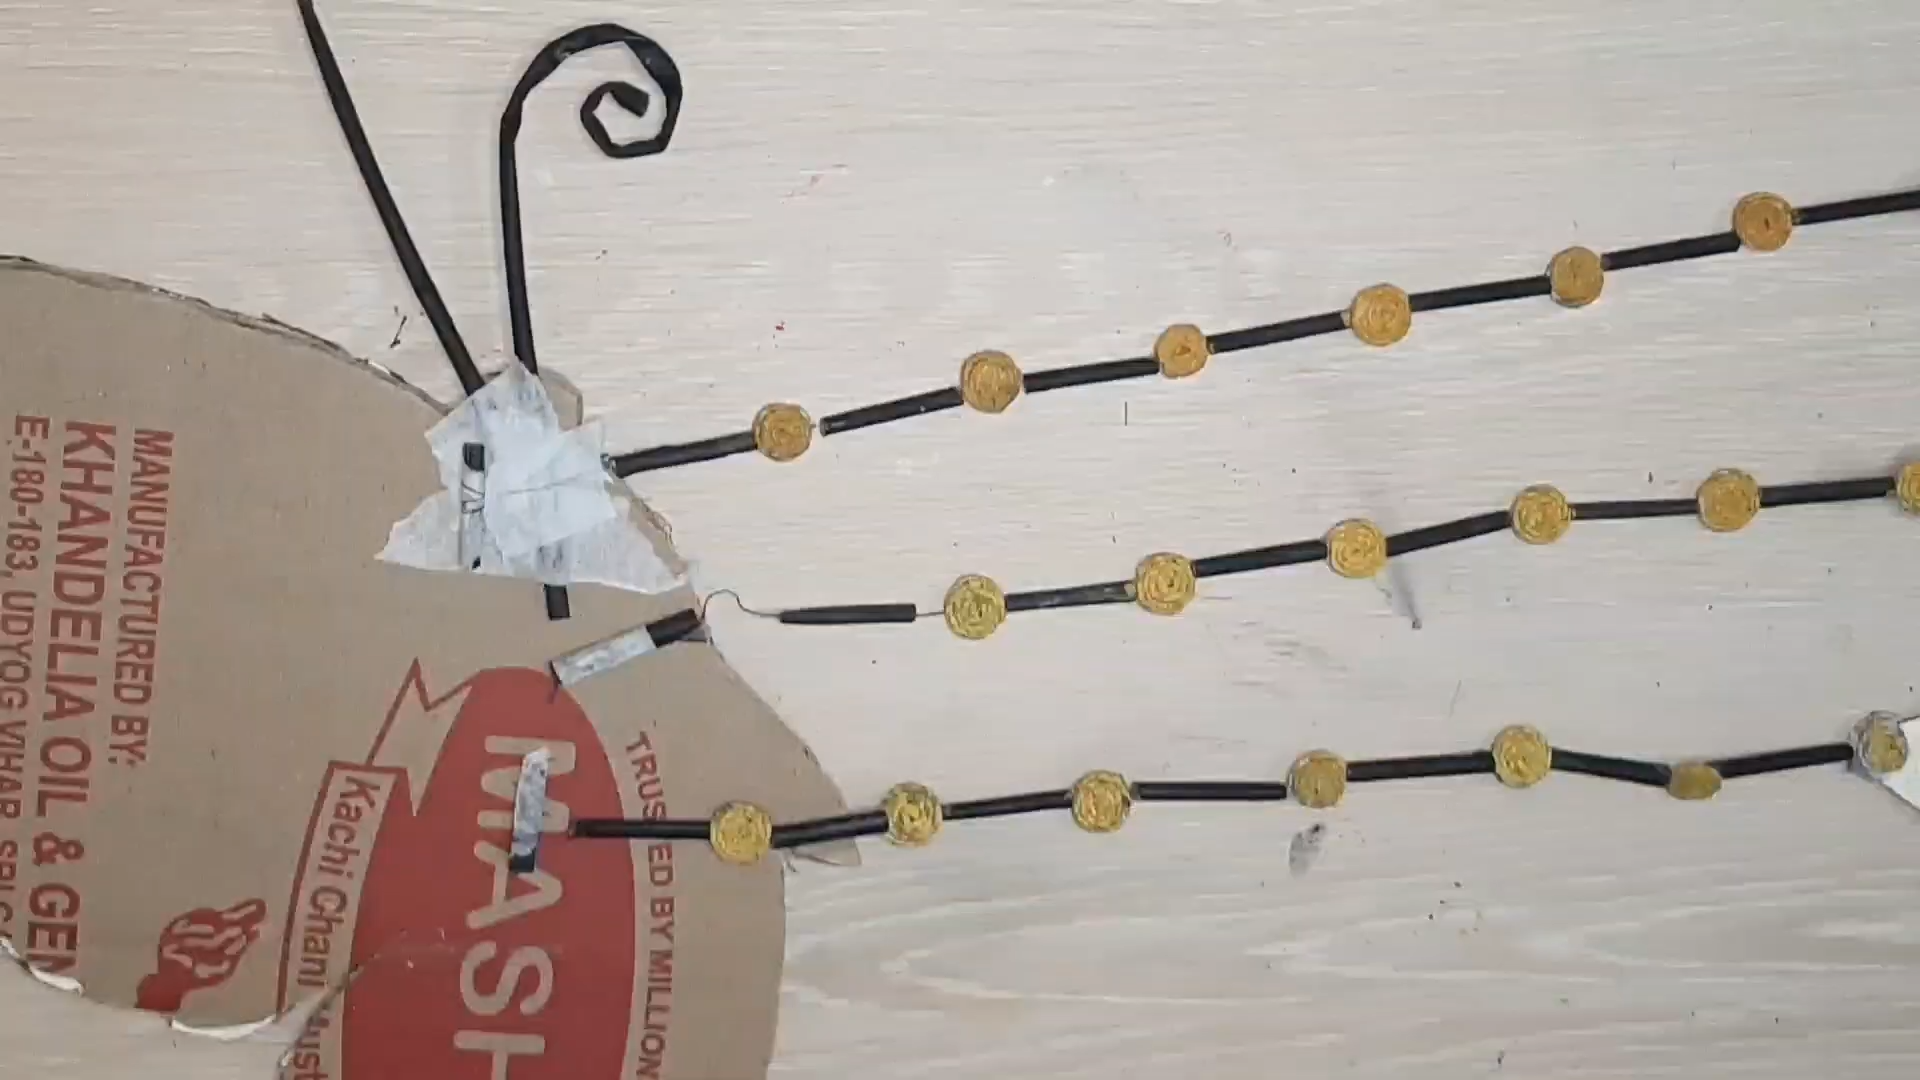 MANUFACTURED BY:
KHANDELIA OIL & GEN
E-180-183, UDYOG VIHAR,
Kachi Ghani
MASH
TRUSTED BY MILLION